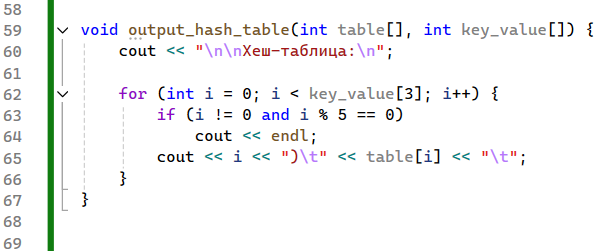 58
59 void output_hash_table(int table[], int key_value[]) {
60     cout << "\n\nХеш-таблица:\n";
61
62     for (int i = 0; i < key_value[3]; i++) {
63         if (i != 0 and i % 5 == 0)
64             cout << endl;
65         cout << i << ")\t" << table[i] << "\t";
66     }
67 }
68
69